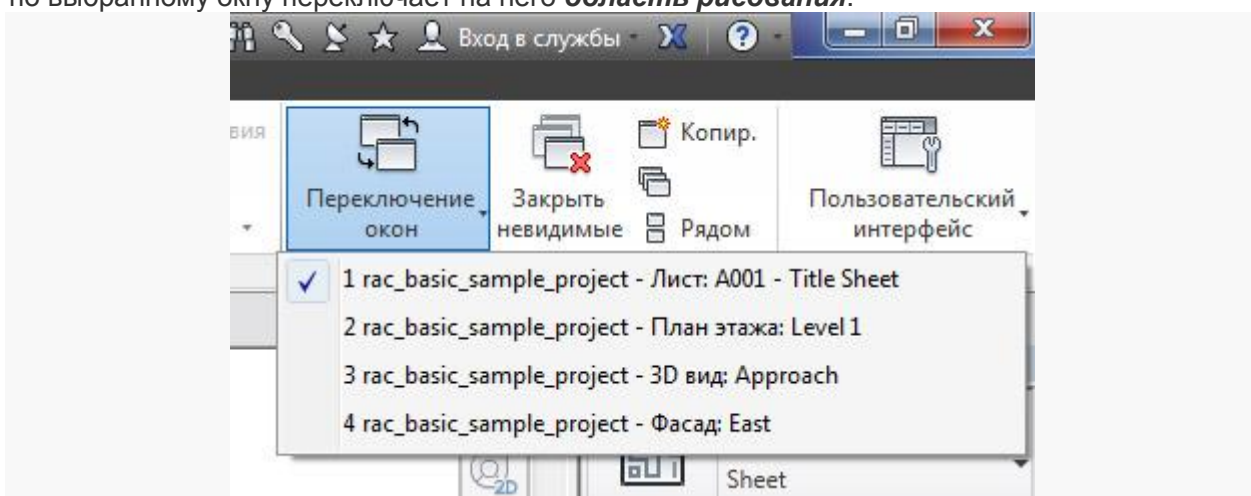 по выбранному окну переключает на него область рисования.
Вход в службы
вия
Переключение окон
Закрыть невидимые
Копир.
Рядом
Пользовательский интерфейс
1 rac_basic_sample_project - Лист: A001 - Title Sheet
2 rac_basic_sample_project - План этажа: Level 1
3 rac_basic_sample_project - 3D вид: Approach
4 rac_basic_sample_project - Фасад: East
2D
Sheet